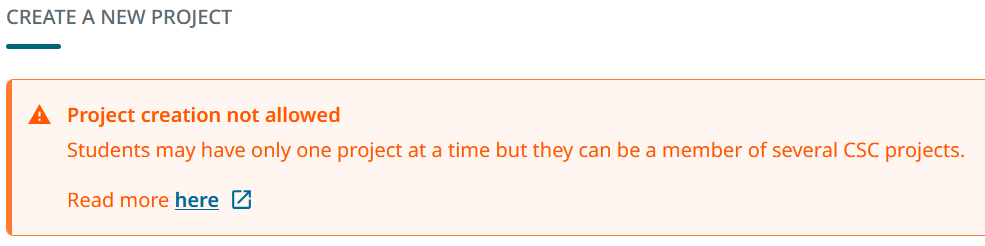 CREATE A NEW PROJECT
Project creation not allowed
Students may have only one project at a time but they can be a member of several CSC projects.
Read more here